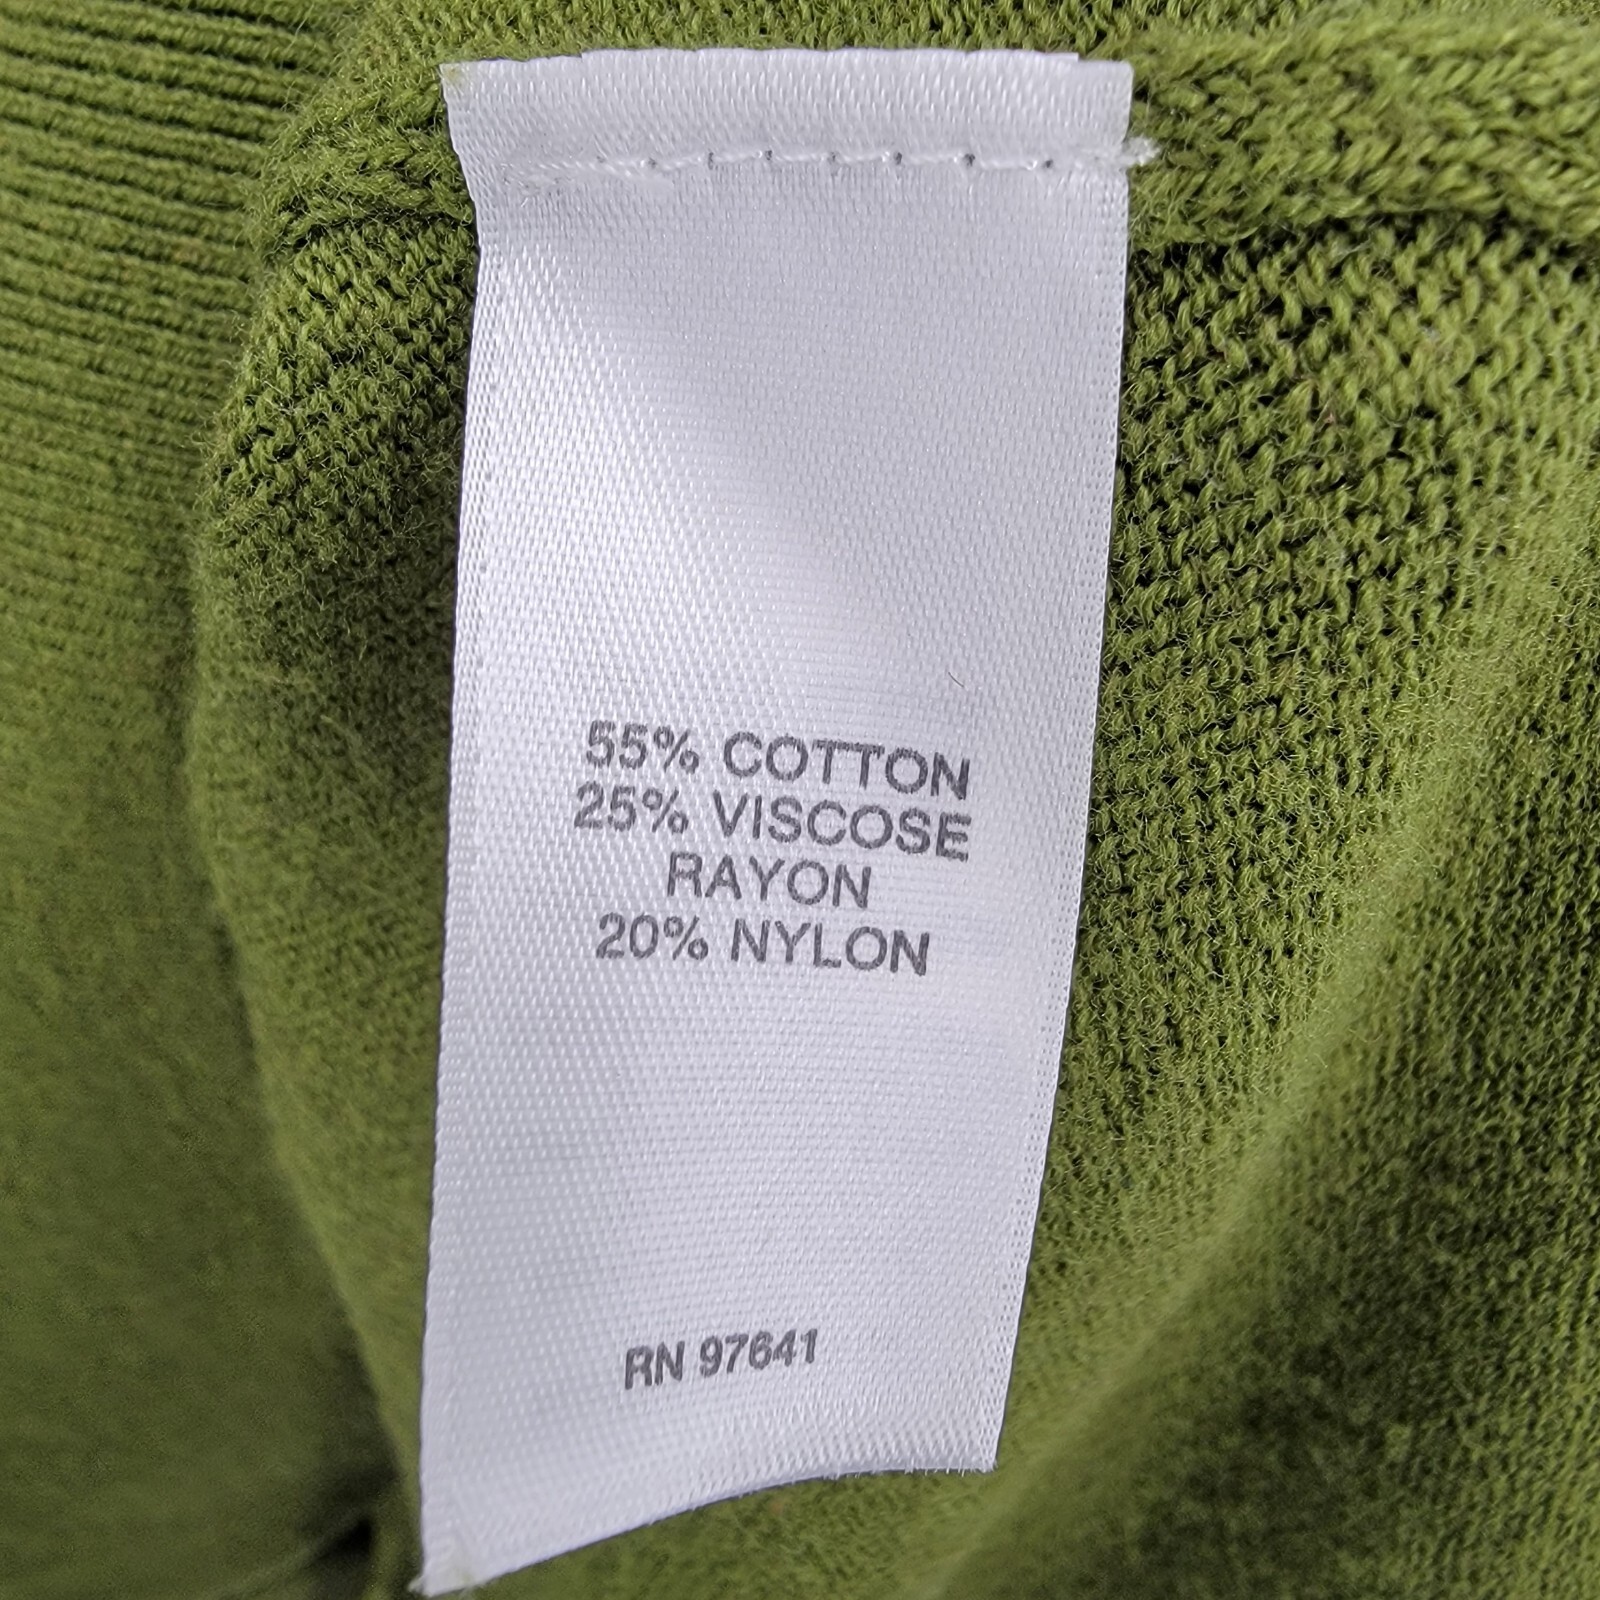 55% COTTON
25% VISCOSE
RAYON
20% NYLON
RN 97641